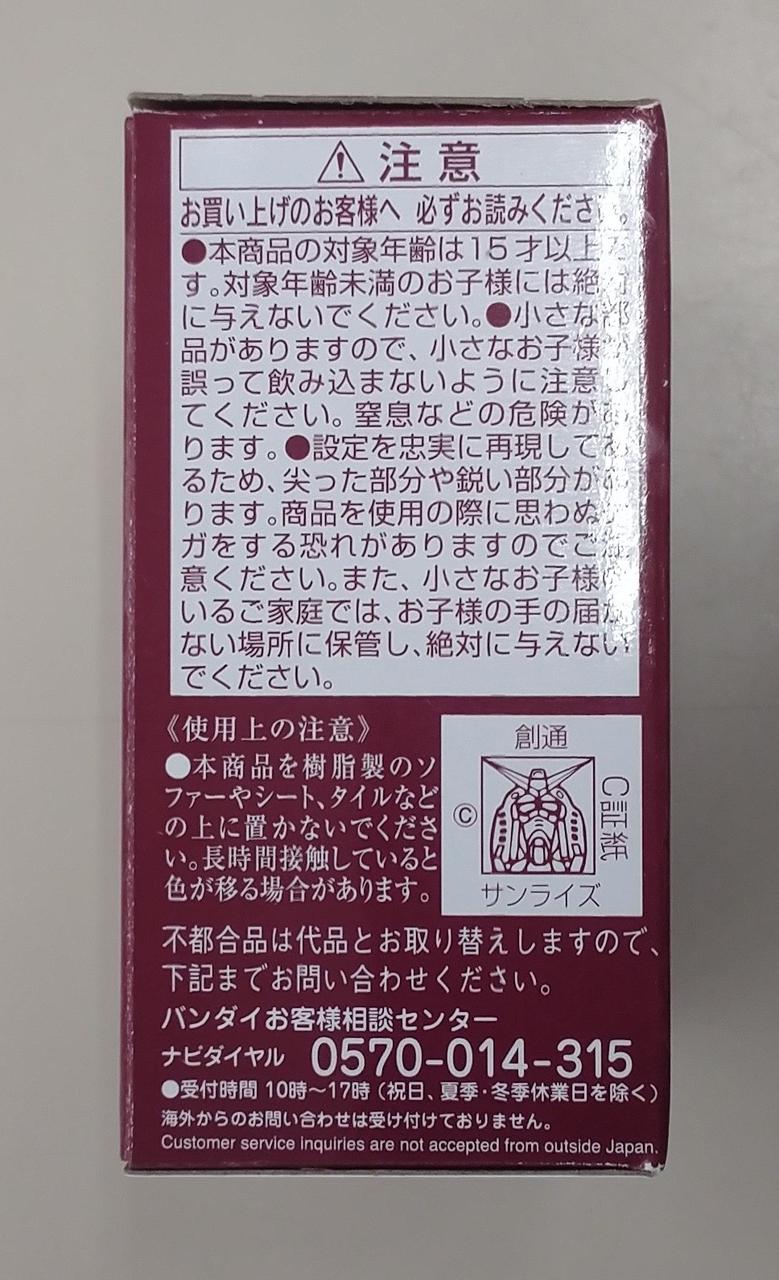 注意
お買い上げのお客様へ 必ずお読みください。
●本商品の対象年齢は15才以上で
す。対象年齢未満のお子様には絶対
に与えないでください。●小さな部
品がありますので、小さなお子様が
誤って飲み込まないように注意し
てください。窒息などの危険があ
ります。●設定を忠実に再現してあ
るため、尖った部分や鋭い部分があ
ります。商品を使用の際に思わぬケ
ガをする恐れがありますのでご注
意ください。また、小さなお子様の
いるご家庭では、お子様の手の届か
ない場所に保管し、絶対に与えない
でください。
《使用上の注意》
●本商品を樹脂製のソ
ファーやシート、タイルなど
の上に置かないでくださ
い。長時間接触していると
色が移る場合があります。
創通
©
C証紙
サンライズ
不都合品は代品とお取り替えしますので、
下記までお問い合わせください。
バンダイお客様相談センター
ナビダイヤル 0570-014-315
●受付時間 10時～17時（祝日、夏季・冬季休業日を除く）
海外からのお問い合わせは受け付けておりません。
Customer service inquiries are not accepted from outside Japan.